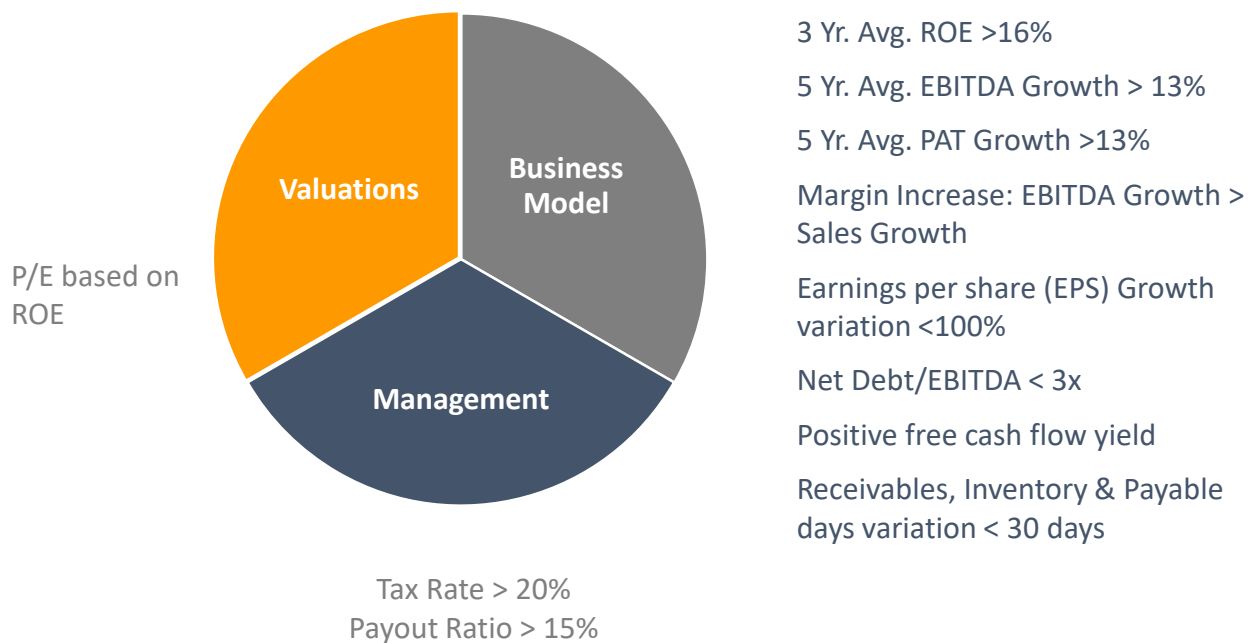 3 Yr. Avg. ROE >16%
5 Yr. Avg. EBITDA Growth > 13%
5 Yr. Avg. PAT Growth >13%
Margin Increase: EBITDA Growth >
Sales Growth
Earnings per share (EPS) Growth
variation <100%
Net Debt/EBITDA < 3x
Positive free cash flow yield
Receivables, Inventory & Payable
days variation < 30 days
Valuations
Business
Model
Management
P/E based on
ROE
Tax Rate > 20%
Payout Ratio > 15%